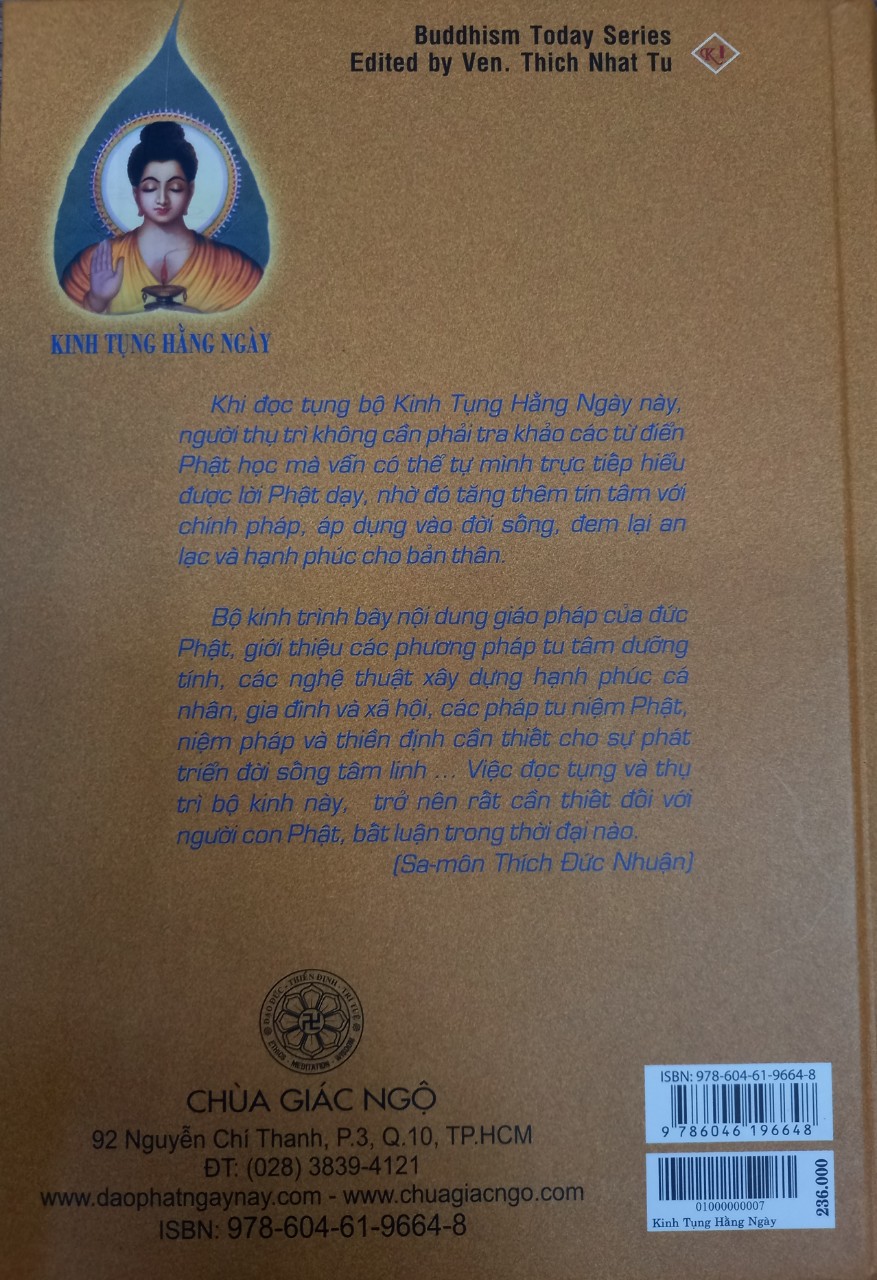 Buddhism Today Series
Edited by Ven. Thich Nhat Tu
KINH TỤNG HẰNG NGÀY
Khi đọc tụng bộ Kinh Tụng Hằng Ngày này,
người thụ trì không cần phải tra khảo các từ điển
Phật học mà vẫn có thể tự mình trực tiếp hiểu
được lời Phật dạy, nhờ đó tăng thêm tín tâm với
chính pháp, áp dụng vào đời sống, đem lại an
lạc và hạnh phúc cho bản thân.
Bộ kinh trình bày nội dung giáo pháp của đức
Phật, giới thiệu các phương pháp tu tâm dưỡng
tính, các nghệ thuật xây dựng hạnh phúc cá
nhân, gia đình và xã hội, các pháp tu niệm Phật,
niệm pháp và thiền định cần thiết cho sự phát
triển đời sống tâm linh ... Việc đọc tụng và thụ
trì bộ kinh này, trở nên rất cần thiết đối với
người con Phật, bất luận trong thời đại nào.
(Sa-môn Thích Đức Nhuận)
ĐẠO ĐỨC - THIỀN ĐỊNH - TRÍ TUỆ
ETHICS - MEDITATION - WISDOM
CHÙA GIÁC NGỘ
92 Nguyễn Chí Thanh, P.3, Q.10, TP.HCM
ĐT: (028) 3839-4121
www.daophatngaynay.com - www.chuagiacngo.com
ISBN: 978-604-61-9664-8
ISBN: 978-604-61-9664-8
9 786046 196648
01000000007
Kinh Tụng Hằng Ngày
236.000